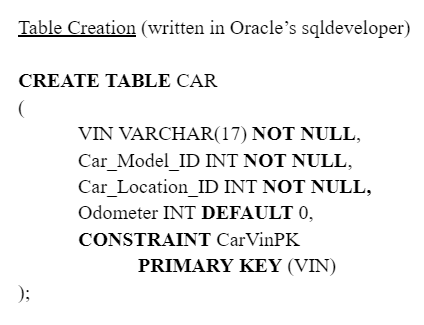 Table Creation (written in Oracle’s sqldeveloper)
CREATE TABLE CAR
(
VIN VARCHAR(17) NOT NULL,
Car_Model_ID INT NOT NULL,
Car_Location_ID INT NOT NULL,
Odometer INT DEFAULT 0,
CONSTRAINT CarVinPK
PRIMARY KEY (VIN)
);